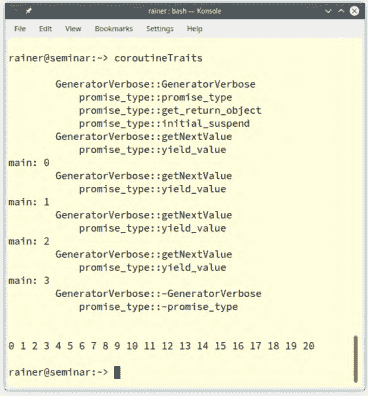 rainer : bash — Konsole
File Edit View Bookmarks Settings Help
rainer@seminar:~> coroutineTraits
GeneratorVerbose::GeneratorVerbose
promise_type::promise_type
promise_type::get_return_object
promise_type::initial_suspend
GeneratorVerbose::getNextValue
promise_type::yield_value
main: 0
GeneratorVerbose::getNextValue
promise_type::yield_value
main: 1
GeneratorVerbose::getNextValue
promise_type::yield_value
main: 2
GeneratorVerbose::getNextValue
promise_type::yield_value
main: 3
GeneratorVerbose::~GeneratorVerbose
promise_type::~promise_type
0 1 2 3 4 5 6 7 8 9 10 11 12 13 14 15 16 17 18 19 20
rainer@seminar:~>